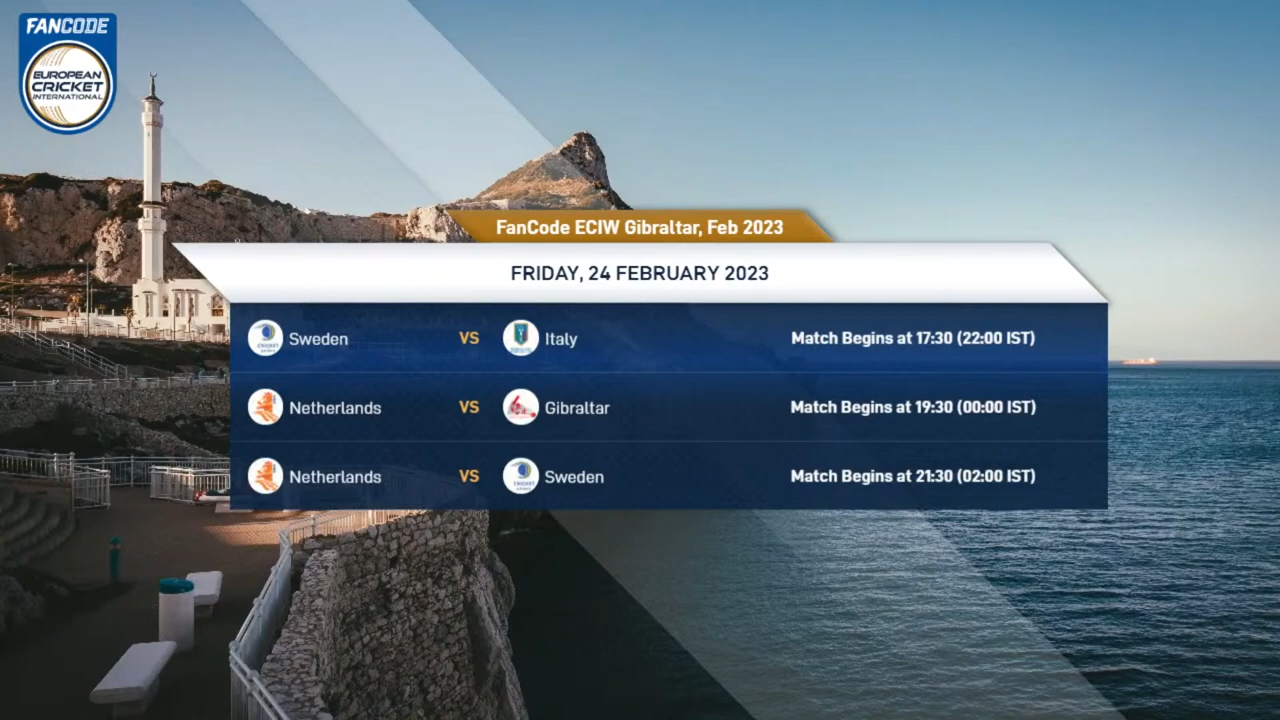 FANCODE
EUROPEAN
CRICKET
INTERNATIONAL
FanCode ECIW Gibraltar, Feb 2023
FRIDAY, 24 FEBRUARY 2023
Sweden VS Italy Match Begins at 17:30 (22:00 IST)
Netherlands VS Gibraltar Match Begins at 19:30 (00:00 IST)
Netherlands VS Sweden Match Begins at 21:30 (02:00 IST)